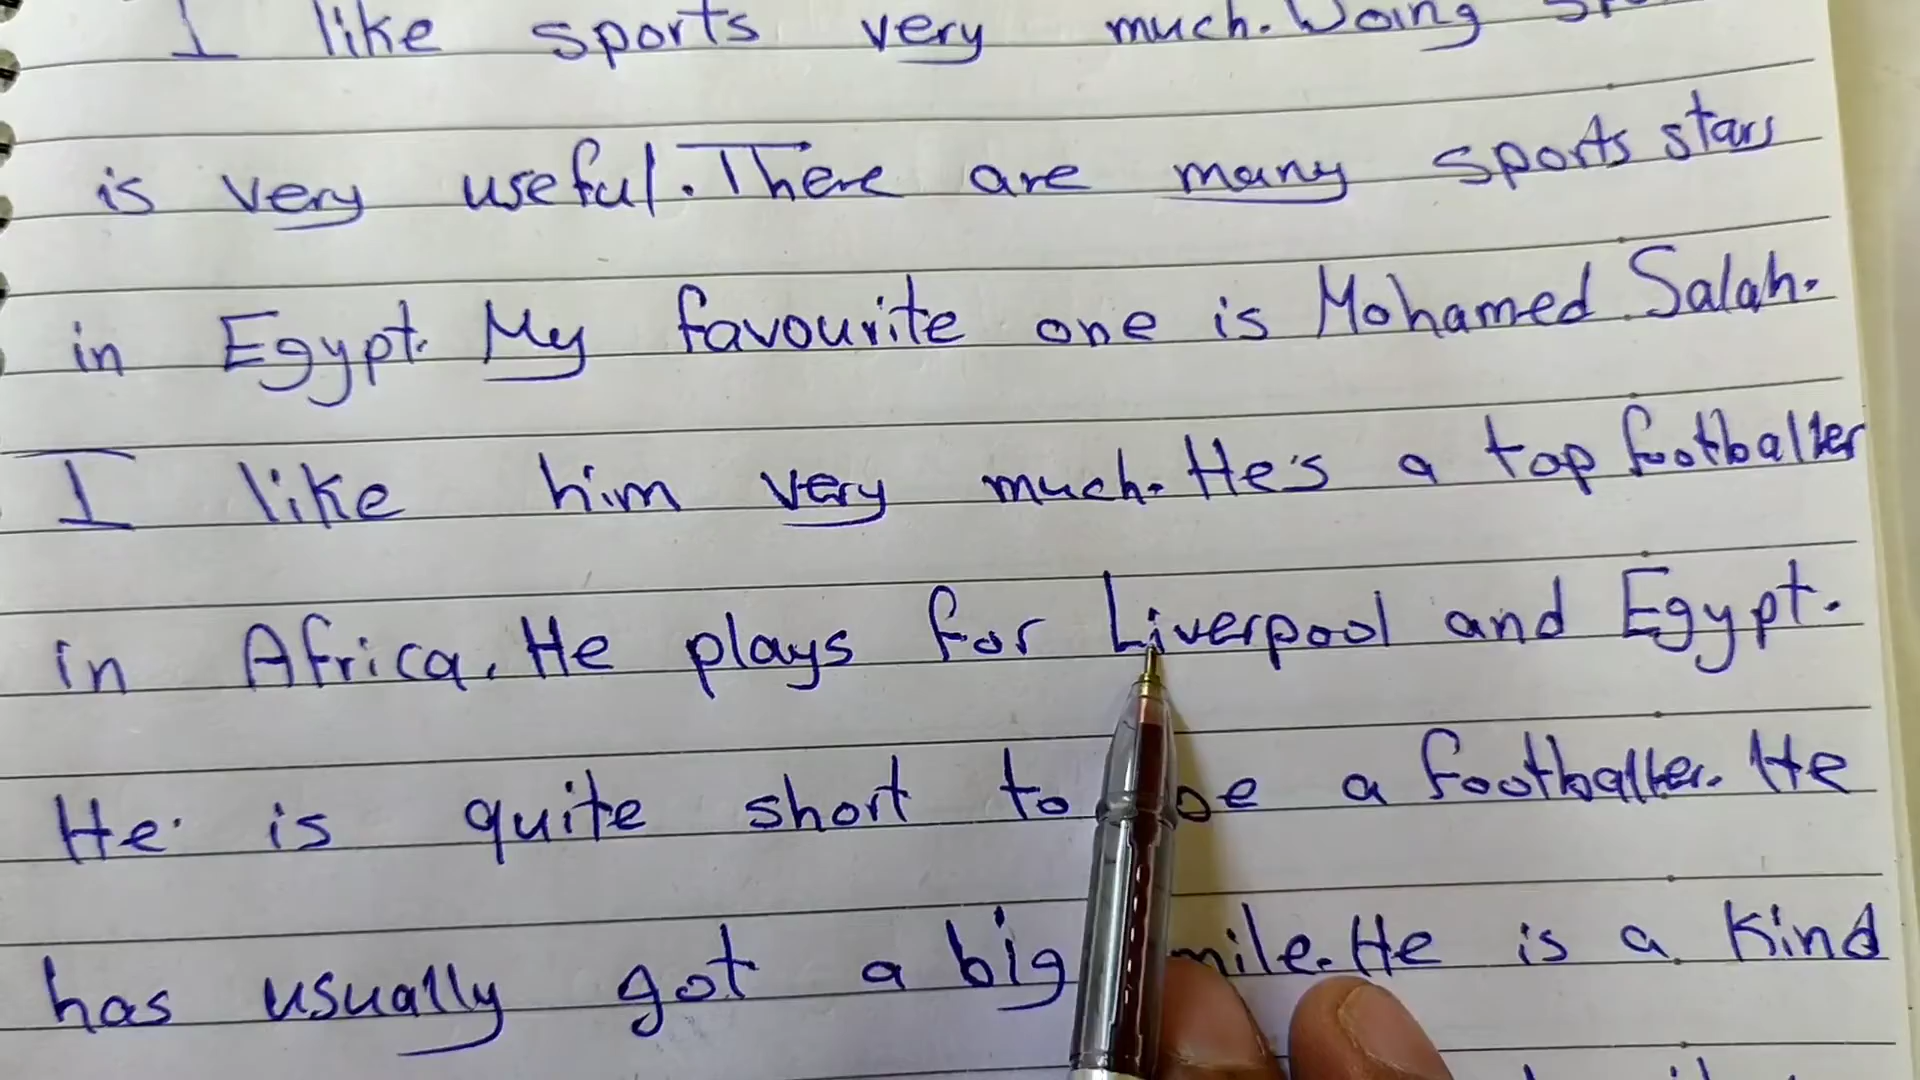 I like sports very much. Doing
is very useful. There are many sports stars
in Egypt. My favourite one is Mohamed Salah.
I like him very much. He's a top footballer
in Africa. He plays for Liverpool and Egypt.
He is quite short to be a footballer. He
has usually got a big smile. He is a kind